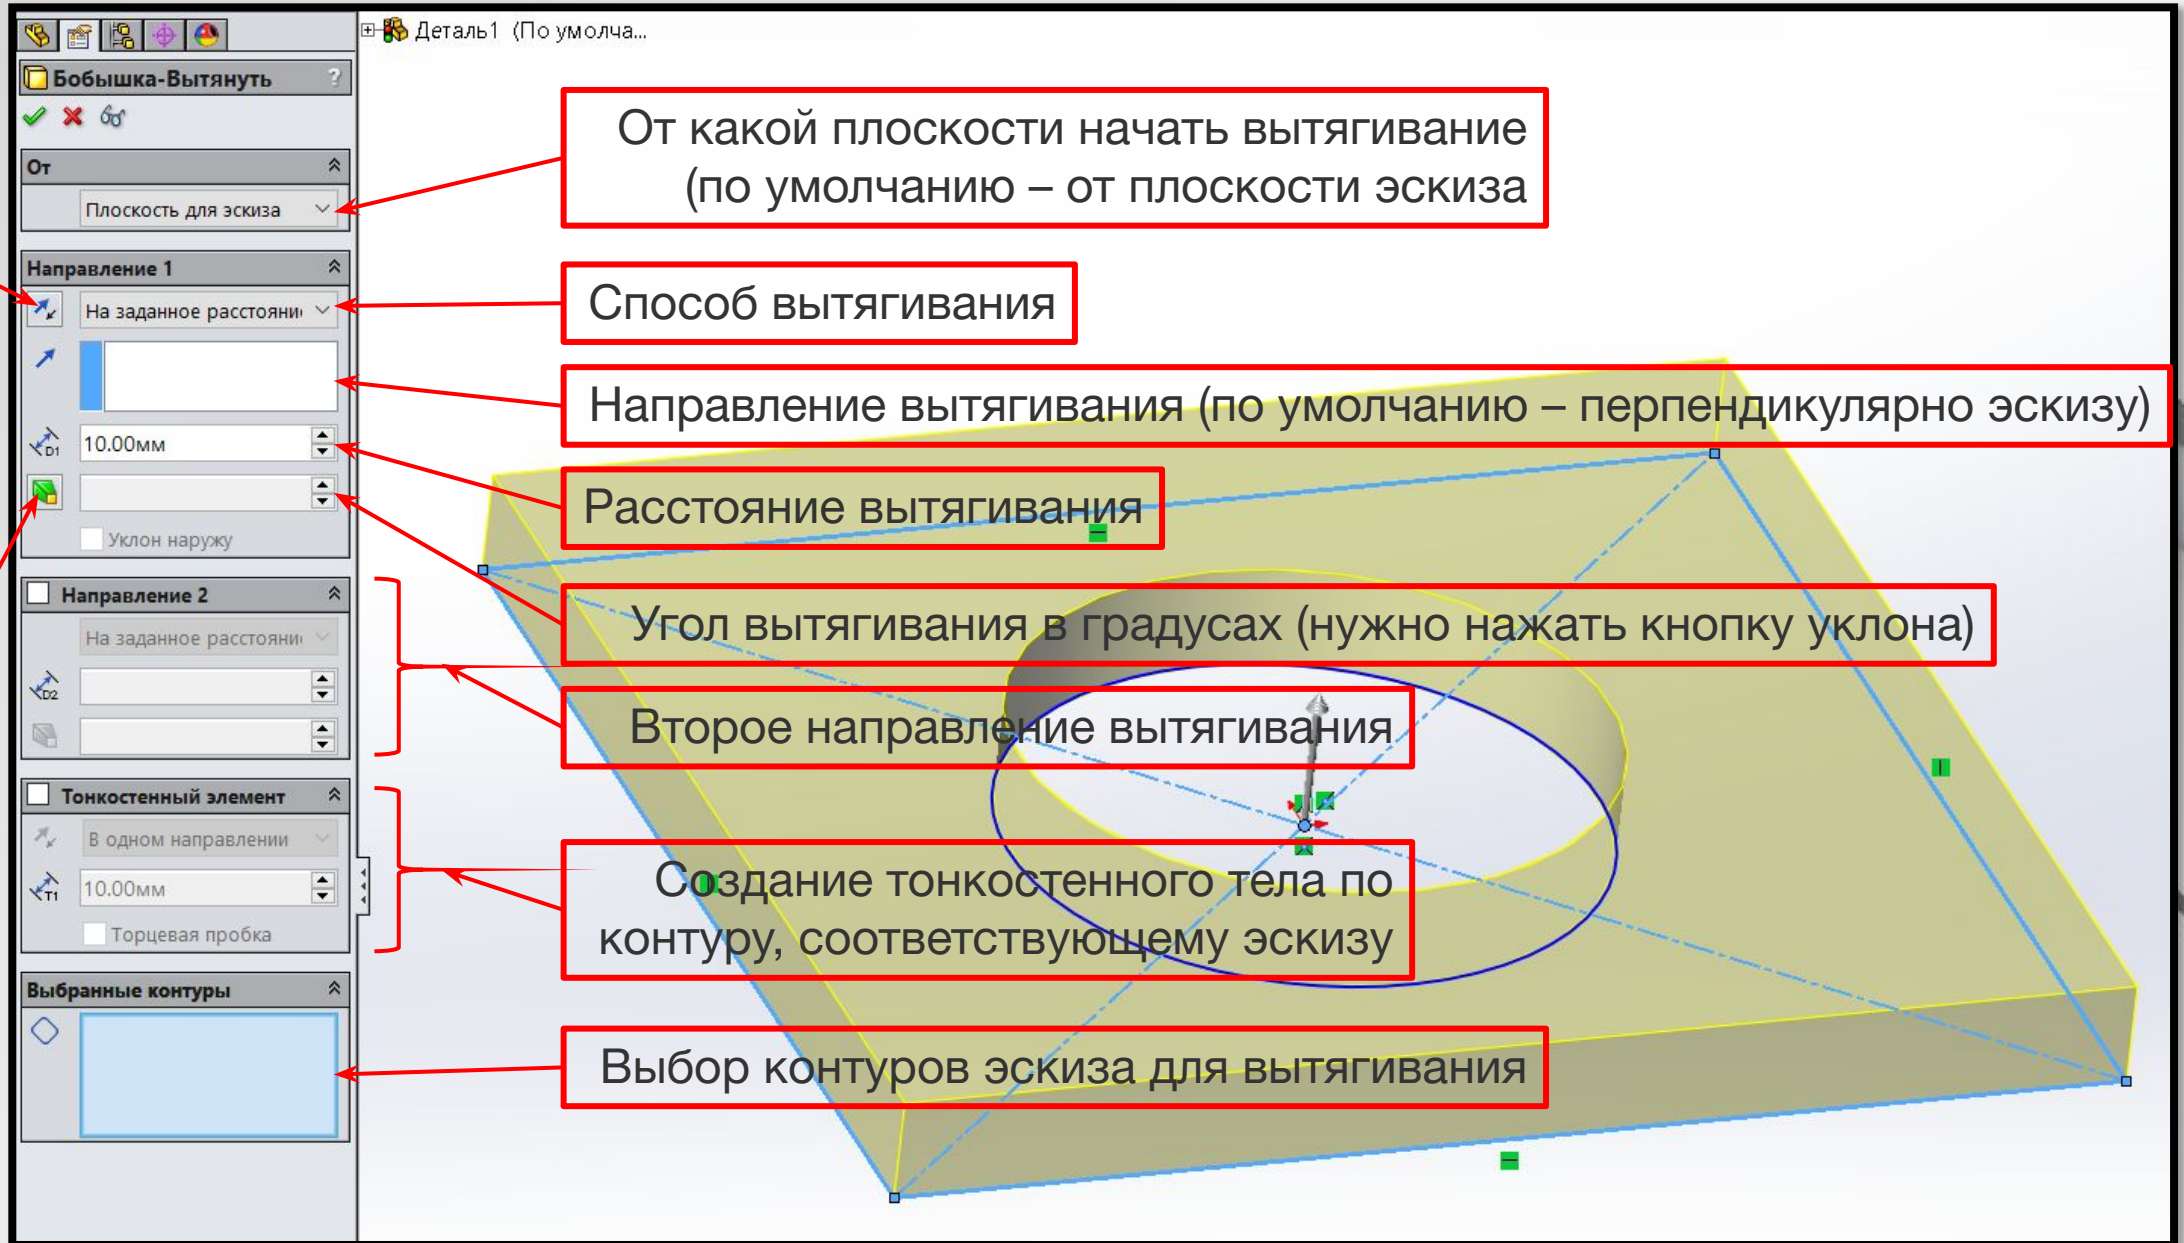 Деталь1 (По умолча...
Бобышка-Вытянуть ?
От
Плоскость для эскиза
Направление 1
На заданное расстояни
D1 10.00мм
Уклон наружу
Направление 2
На заданное расстояни
D2
Тонкостенный элемент
В одном направлении
T1 10.00мм
Торцевая пробка
Выбранные контуры
От какой плоскости начать вытягивание
(по умолчанию – от плоскости эскиза
Способ вытягивания
Направление вытягивания (по умолчанию – перпендикулярно эскизу)
Расстояние вытягивания
Угол вытягивания в градусах (нужно нажать кнопку уклона)
Второе направление вытягивания
Создание тонкостенного тела по
контуру, соответствующему эскизу
Выбор контуров эскиза для вытягивания